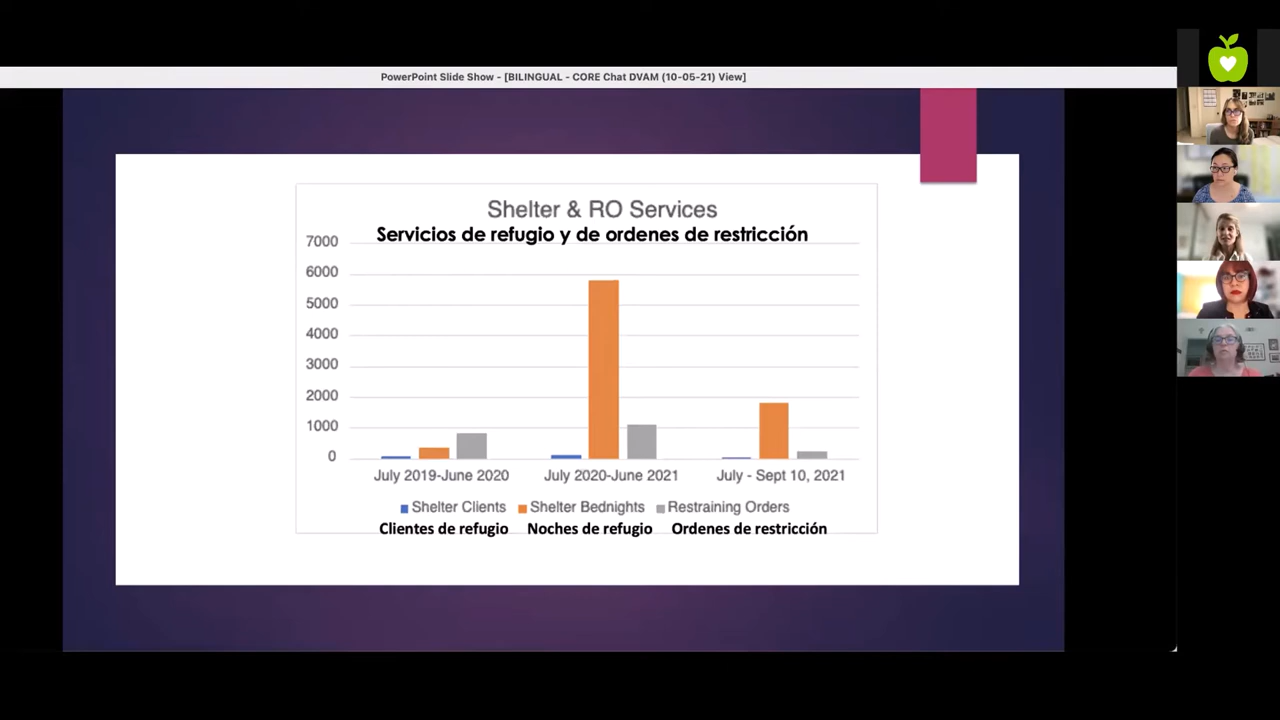 PowerPoint Slide Show - [BILINGUAL - CORE Chat DVAM (10-05-21) View]
Shelter & RO Services
Servicios de refugio y de ordenes de restricción
7000
6000
5000
4000
3000
2000
1000
0
July 2019-June 2020 July 2020-June 2021 July - Sept 10, 2021
Shelter Clients Shelter Bednights Restraining Orders
Clientes de refugio Noches de refugio Ordenes de restricción